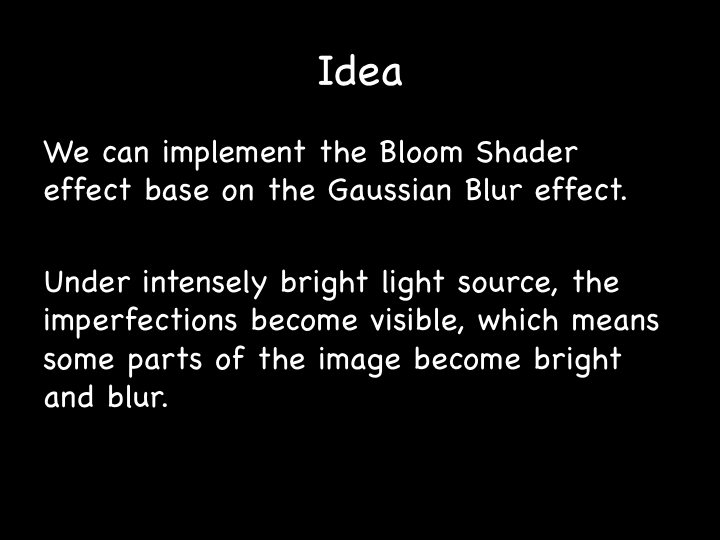 Idea
We can implement the Bloom Shader
effect base on the Gaussian Blur effect.
Under intensely bright light source, the
imperfections become visible, which means
some parts of the image become bright
and blur.